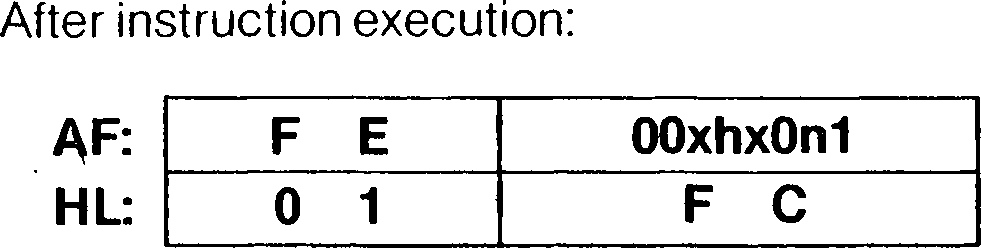 After instruction execution:
AF: F E 00xhx0n1
HL: 0 1 F C